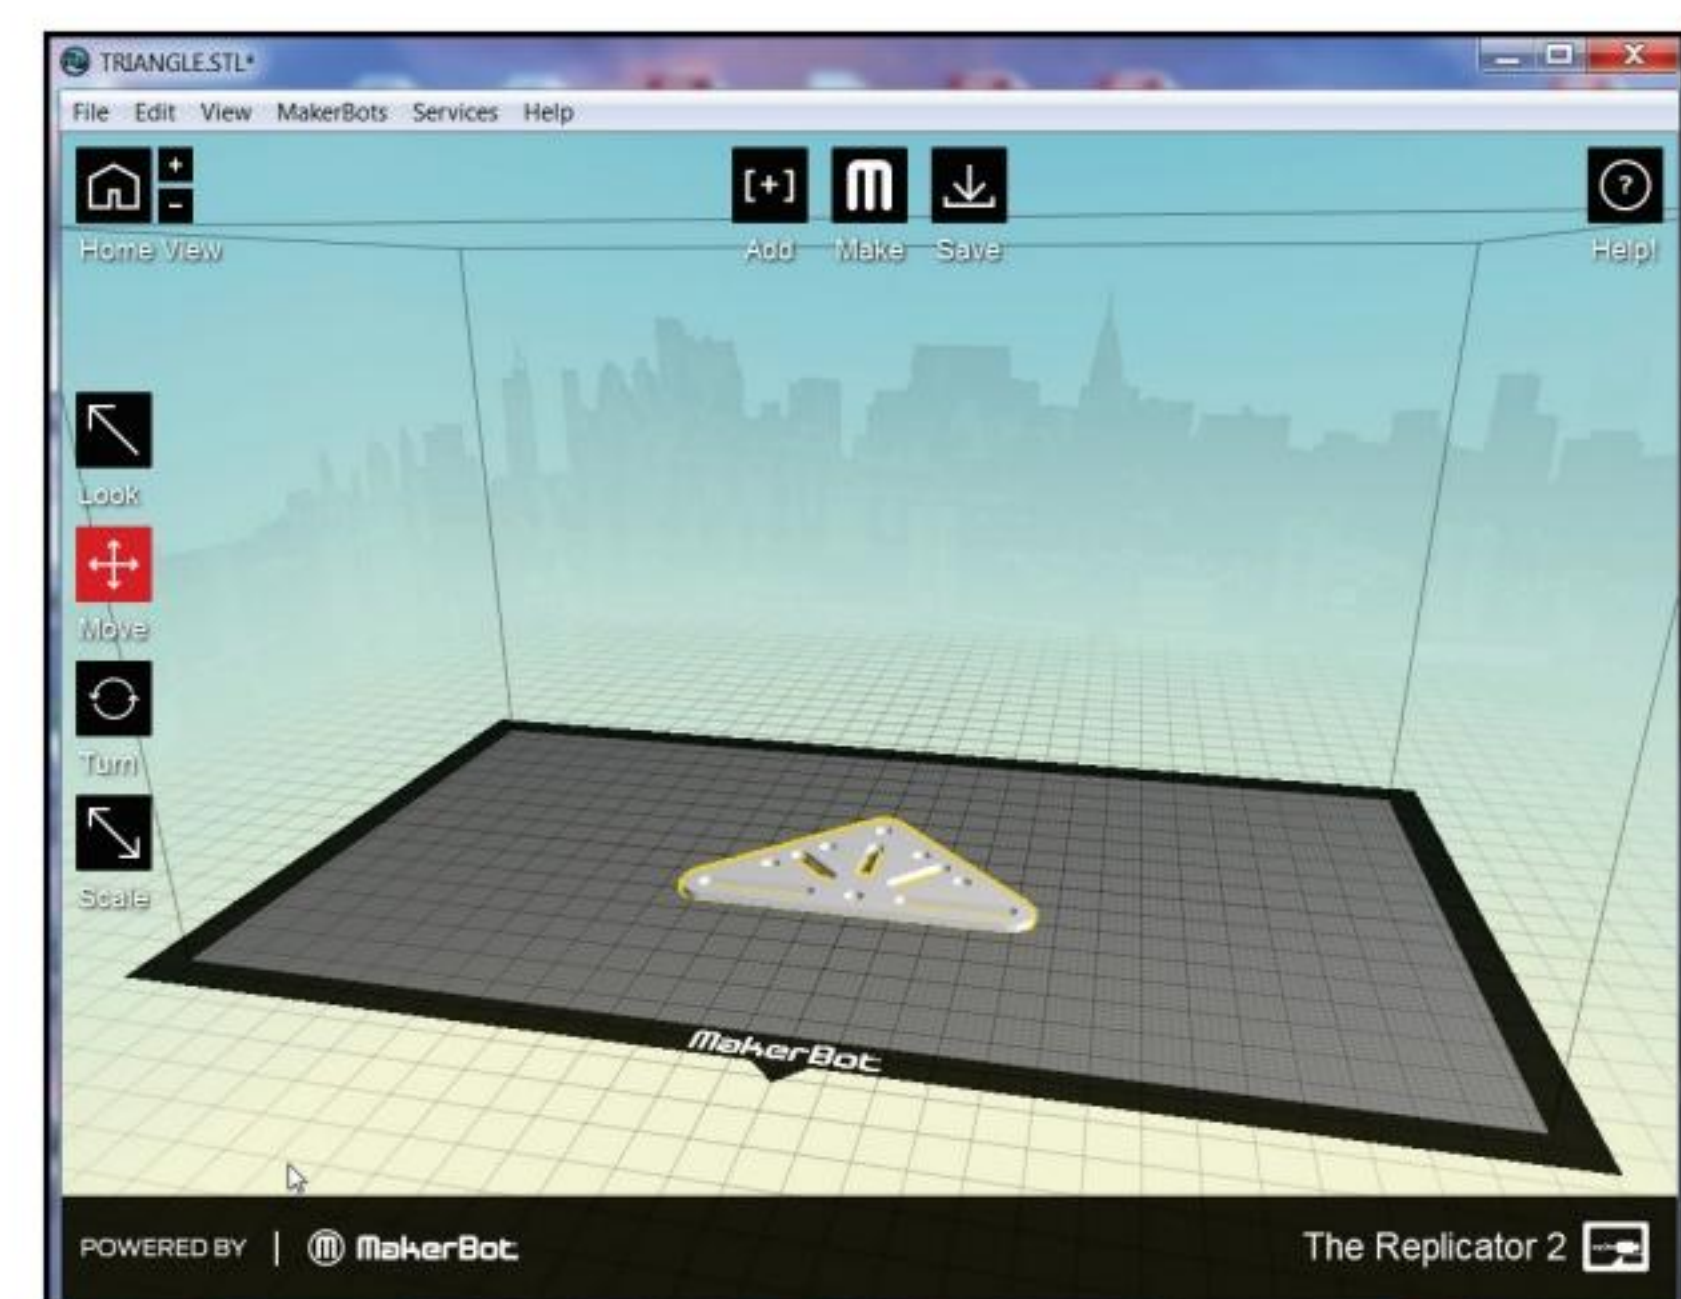 TRIANGLE.STL*
File Edit View MakerBots Services Help
[+] M
?
+
-
Home View Add Make Save Help!
Look
Move
Turn
Scale
MakerBot
POWERED BY | M MakerBot The Replicator 2